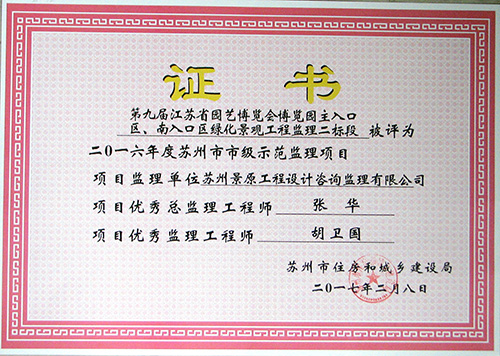 证 书
第九届江苏省园艺博览会博览园主入口
区、南入口区绿化景观工程监理二标段 被评为
二〇一六年度苏州市市级示范监理项目
项目监理单位苏州景原工程设计咨询监理有限公司
项目优秀总监理工程师 张 华
项目优秀监理工程师 胡卫国
苏州市住房和城乡建设局
二〇一七年二月八日